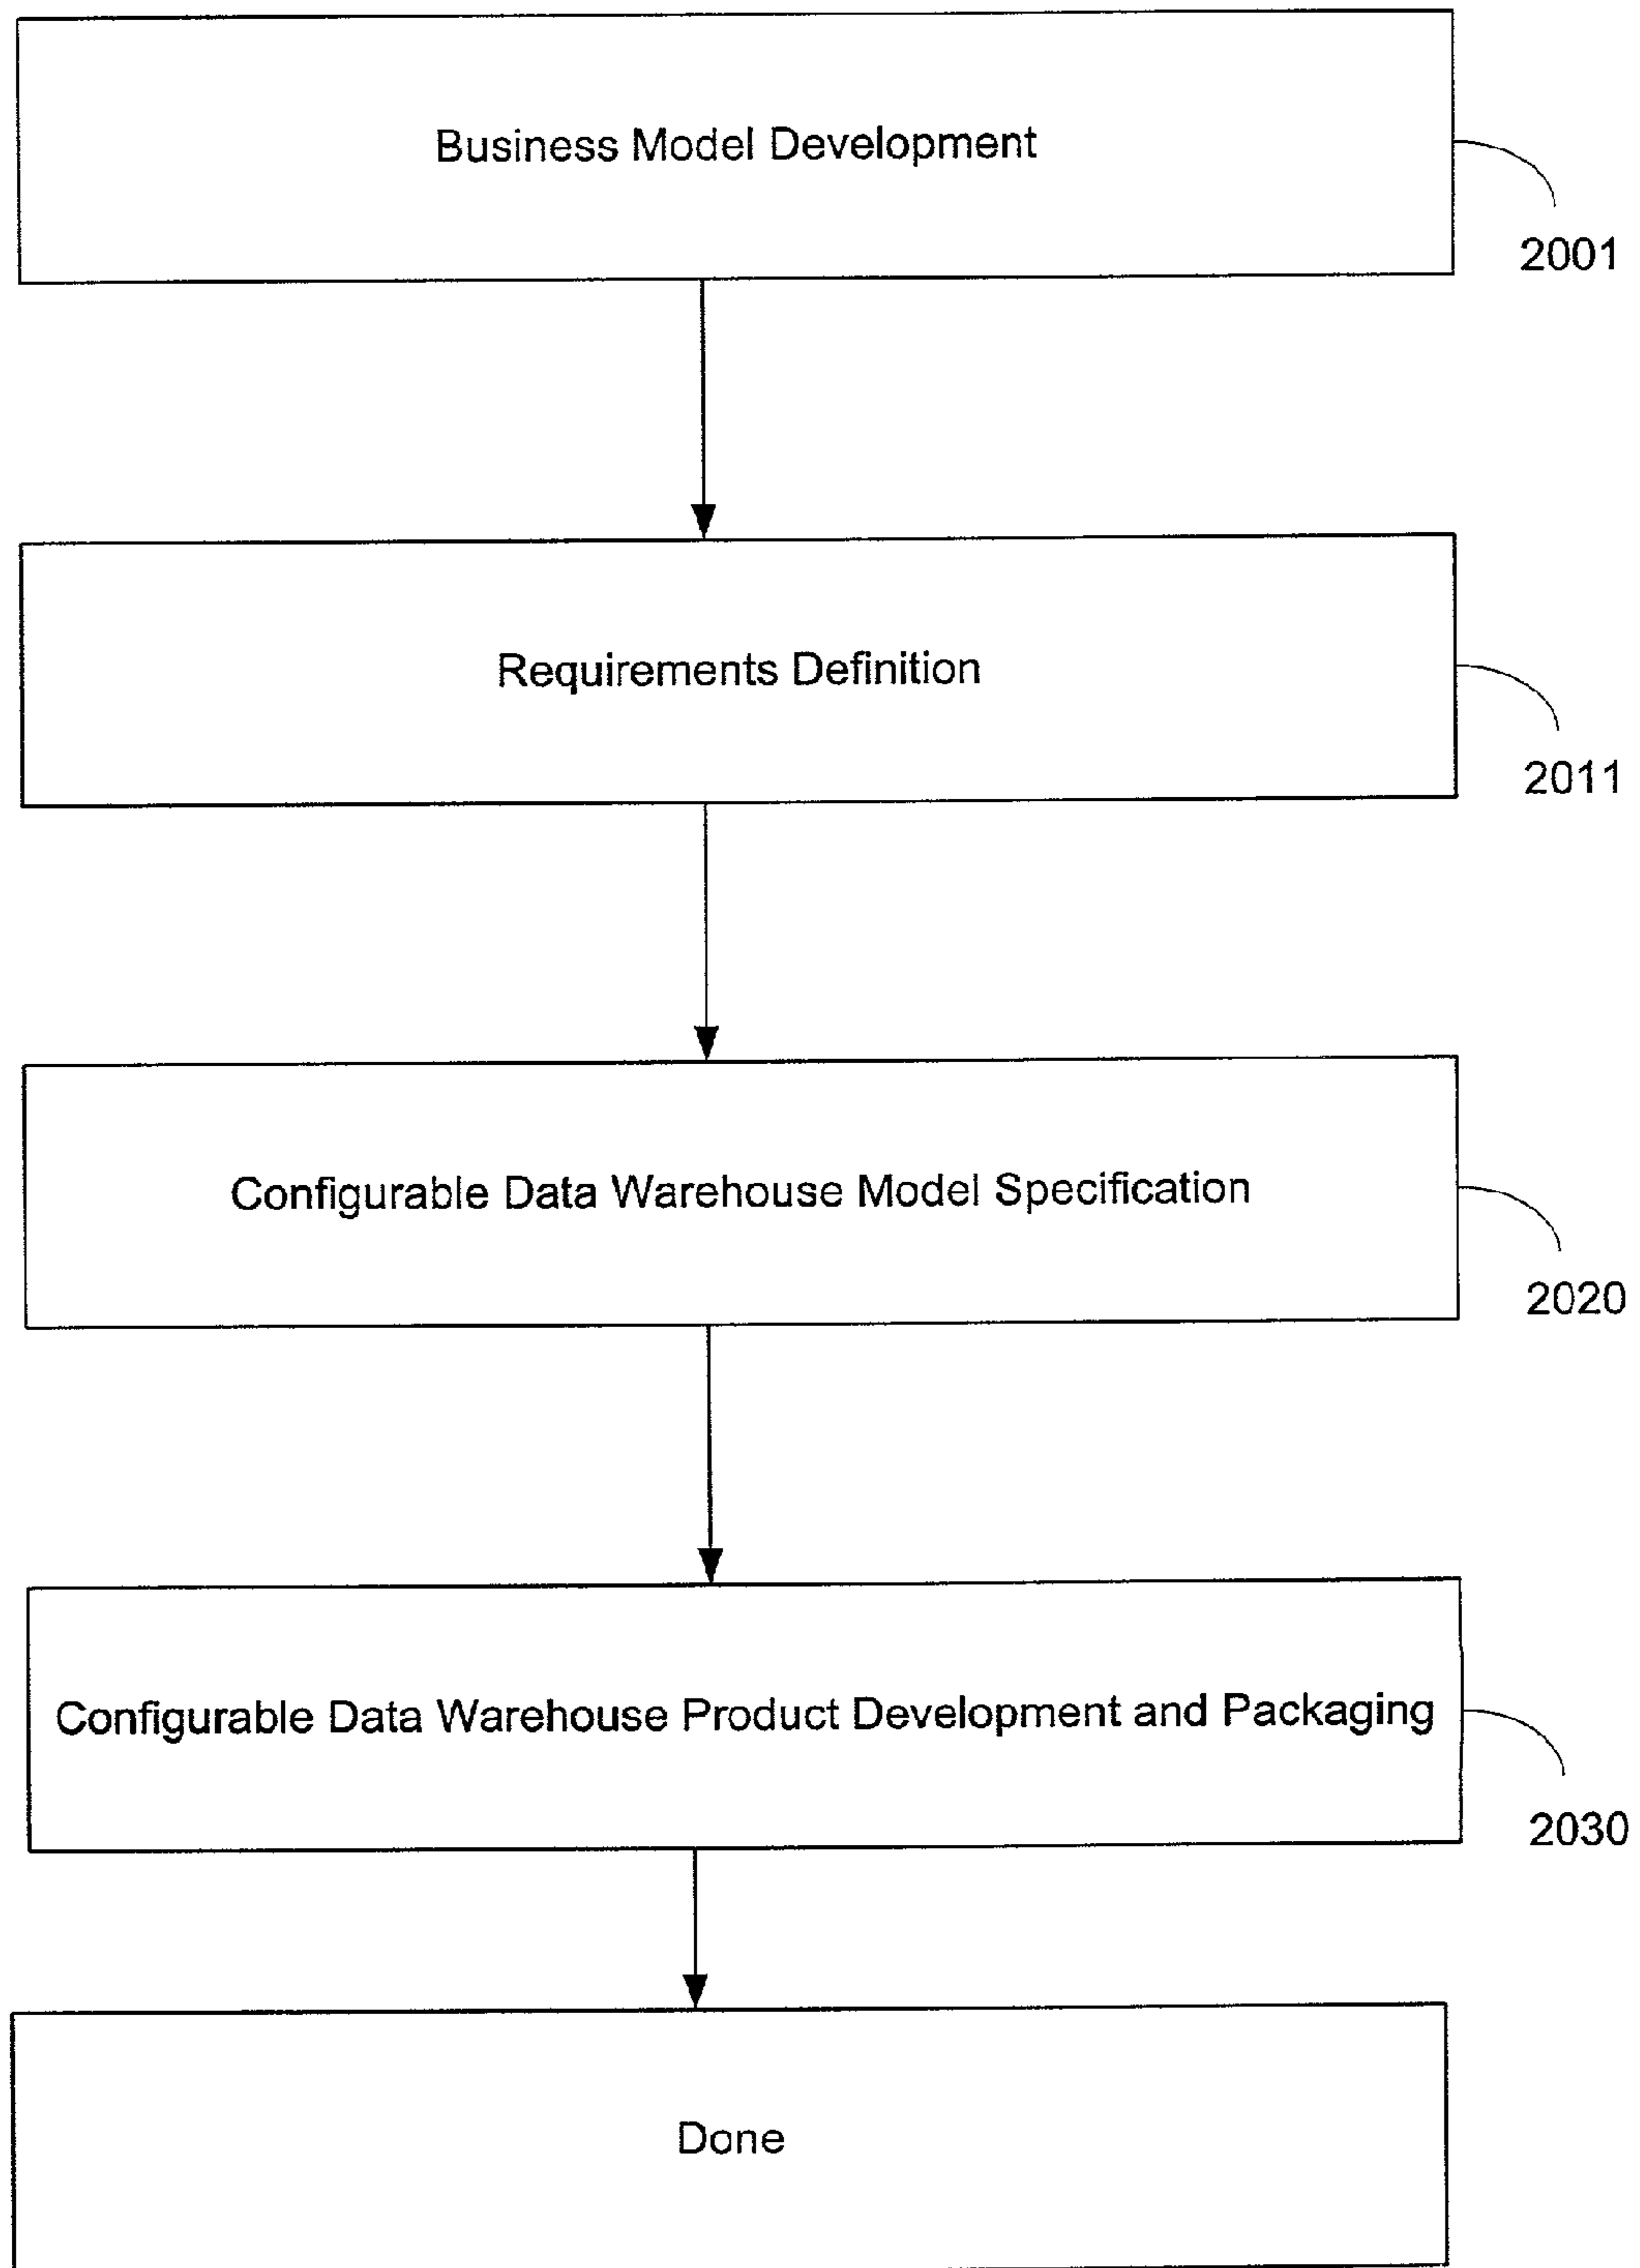 Business Model Development
2001
Requirements Definition
2011
Configurable Data Warehouse Model Specification
2020
Configurable Data Warehouse Product Development and Packaging
2030
Done